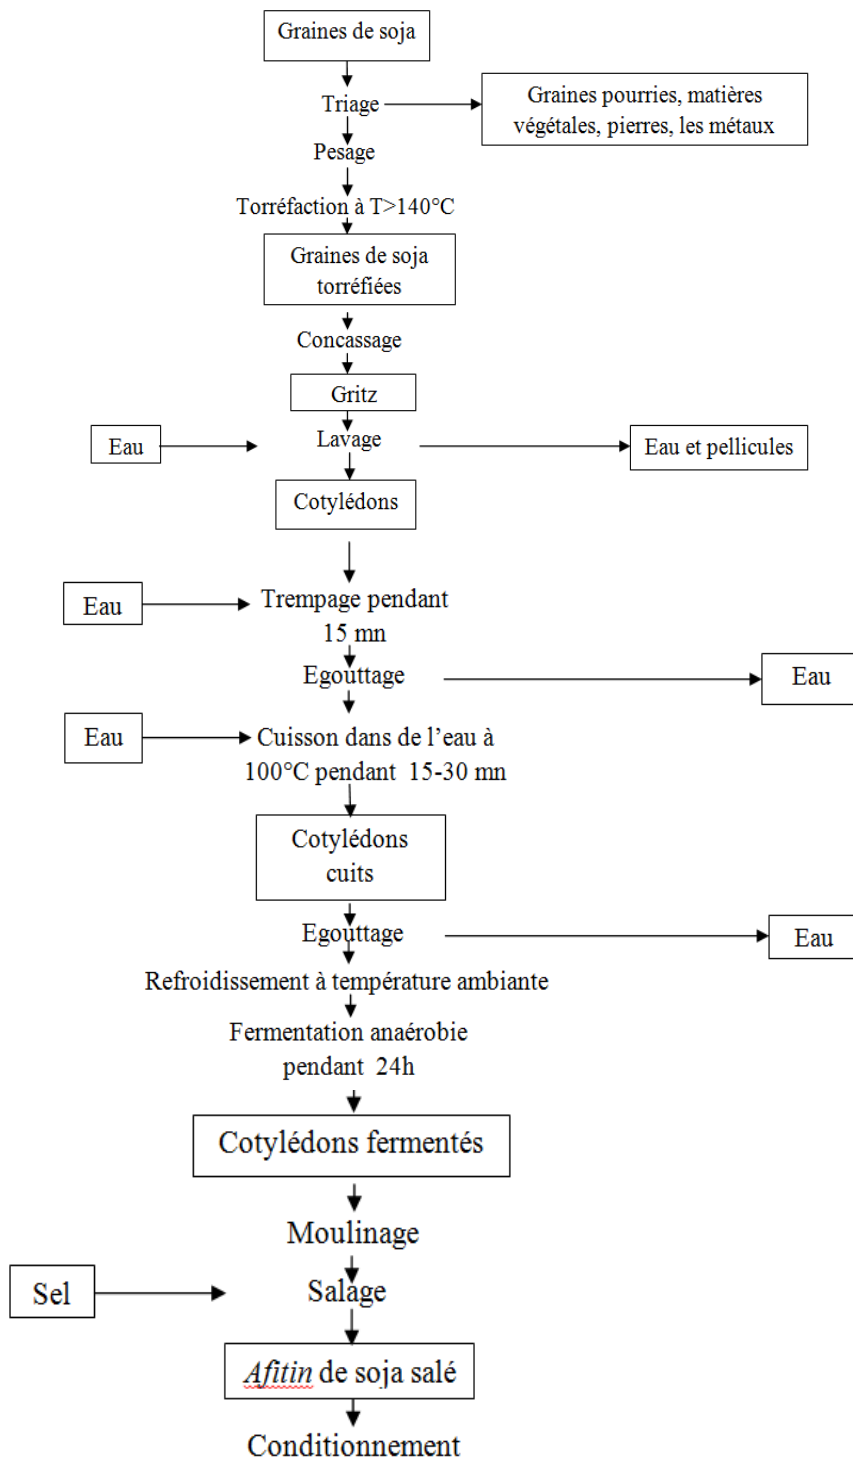 Graines de soja
Triage
Graines pourries, matières
végétales, pierres, les métaux
Pesage
Torréfaction à T>140°C
Graines de soja
torréfiées
Concassage
Gritz
Eau
Lavage
Eau et pellicules
Cotylédons
Eau
Trempage pendant
15 mn
Egouttage
Eau
Eau
Cuisson dans de l’eau à
100°C pendant 15-30 mn
Cotylédons
cuits
Egouttage
Eau
Refroidissement à température ambiante
Fermentation anaérobie
pendant 24h
Cotylédons fermentés
Moulinage
Sel
Salage
Afitin de soja salé
Conditionnement